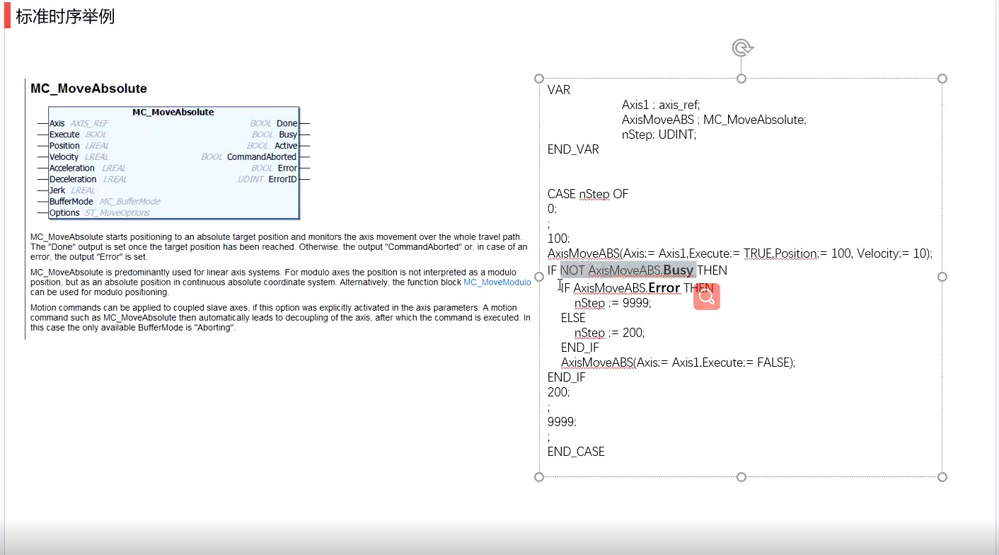 标准时序举例
MC_MoveAbsolute
MC_MoveAbsolute
Axis AXIS_REF BOOL Done
Execute BOOL BOOL Busy
Position LREAL BOOL Active
Velocity LREAL BOOL CommandAborted
Acceleration LREAL BOOL Error
Deceleration LREAL UDINT ErrorID
Jerk LREAL
BufferMode MC_BufferMode
Options ST_MoveOptions
MC_MoveAbsolute starts positioning to an absolute target position and monitors the axis movement over the whole travel path.
The "Done" output is set once the target position has been reached. Otherwise, the output "CommandAborted" or, in case of an
error, the output "Error" is set.
MC_MoveAbsolute is predominantly used for linear axis systems. For modulo axes the position is not interpreted as a modulo
position, but as an absolute position in continuous absolute coordinate system. Alternatively, the function block MC_MoveModulo
can be used for modulo positioning.
Motion commands can be applied to coupled slave axes, if this option was explicitly activated in the axis parameters. A motion
command such as MC_MoveAbsolute then automatically leads to decoupling of the axis, after which the command is executed. In
this case the only available BufferMode is "Aborting".
VAR
Axis1 : axis_ref;
AxisMoveABS : MC_MoveAbsolute;
nStep: UDINT;
END_VAR
CASE nStep OF
0:
;
100:
AxisMoveABS(Axis:= Axis1,Execute:= TRUE.Position:= 100, Velocity:= 10);
IF NOT AxisMoveABS.Busy THEN
IF AxisMoveABS.Error THEN
nStep := 9999;
ELSE
nStep := 200;
END_IF
AxisMoveABS(Axis:= Axis1,Execute:= FALSE);
END_IF
200:
;
9999:
;
END_CASE